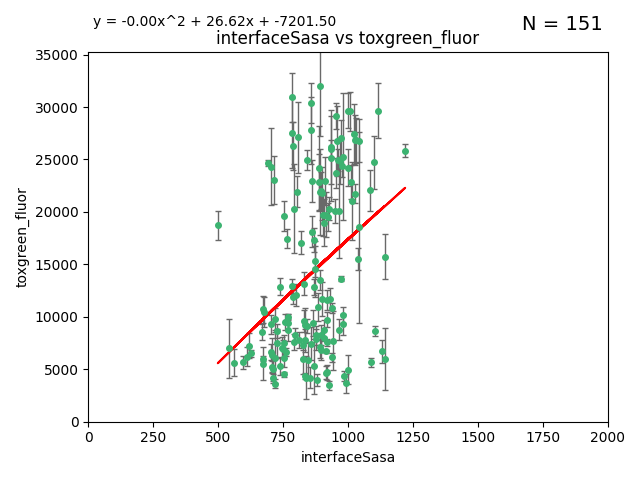 y = -0.00x^2 + 26.62x + -7201.50
N = 151
interfaceSasa vs toxgreen_fluor
35000
30000
25000
20000
15000
10000
5000
0
toxgreen_fluor
0 250 500 750 1000 1250 1500 1750 2000
interfaceSasa